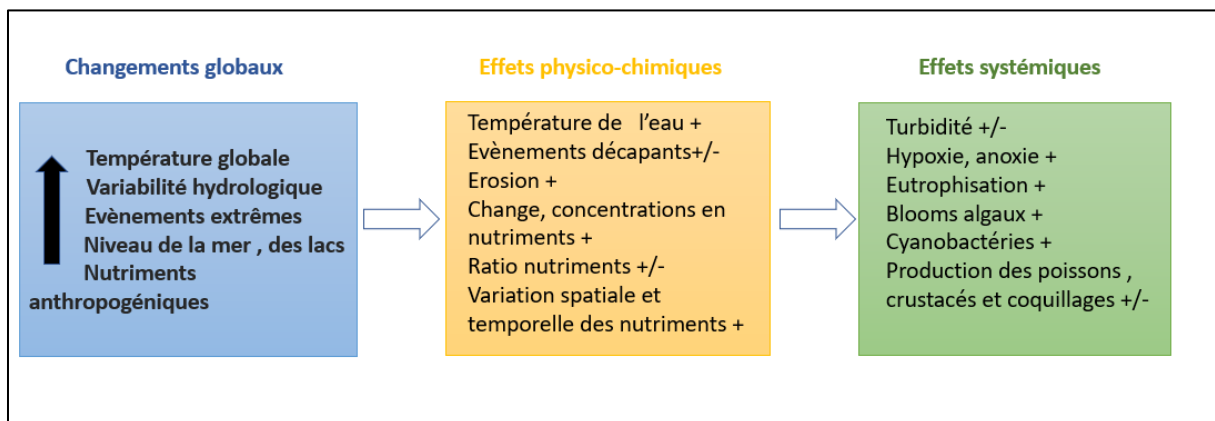 Changements globaux
Température globale
Variabilité hydrologique
Evènements extrêmes
Niveau de la mer , des lacs
Nutriments
anthropogéniques
Effets physico-chimiques
Température de l’eau +
Evènements décapants+/-
Erosion +
Change, concentrations en
nutriments +
Ratio nutriments +/-
Variation spatiale et
temporelle des nutriments +
Effets systémiques
Turbidité +/-
Hypoxie, anoxie +
Eutrophisation +
Blooms algaux +
Cyanobactéries +
Production des poissons ,
crustacés et coquillages +/-